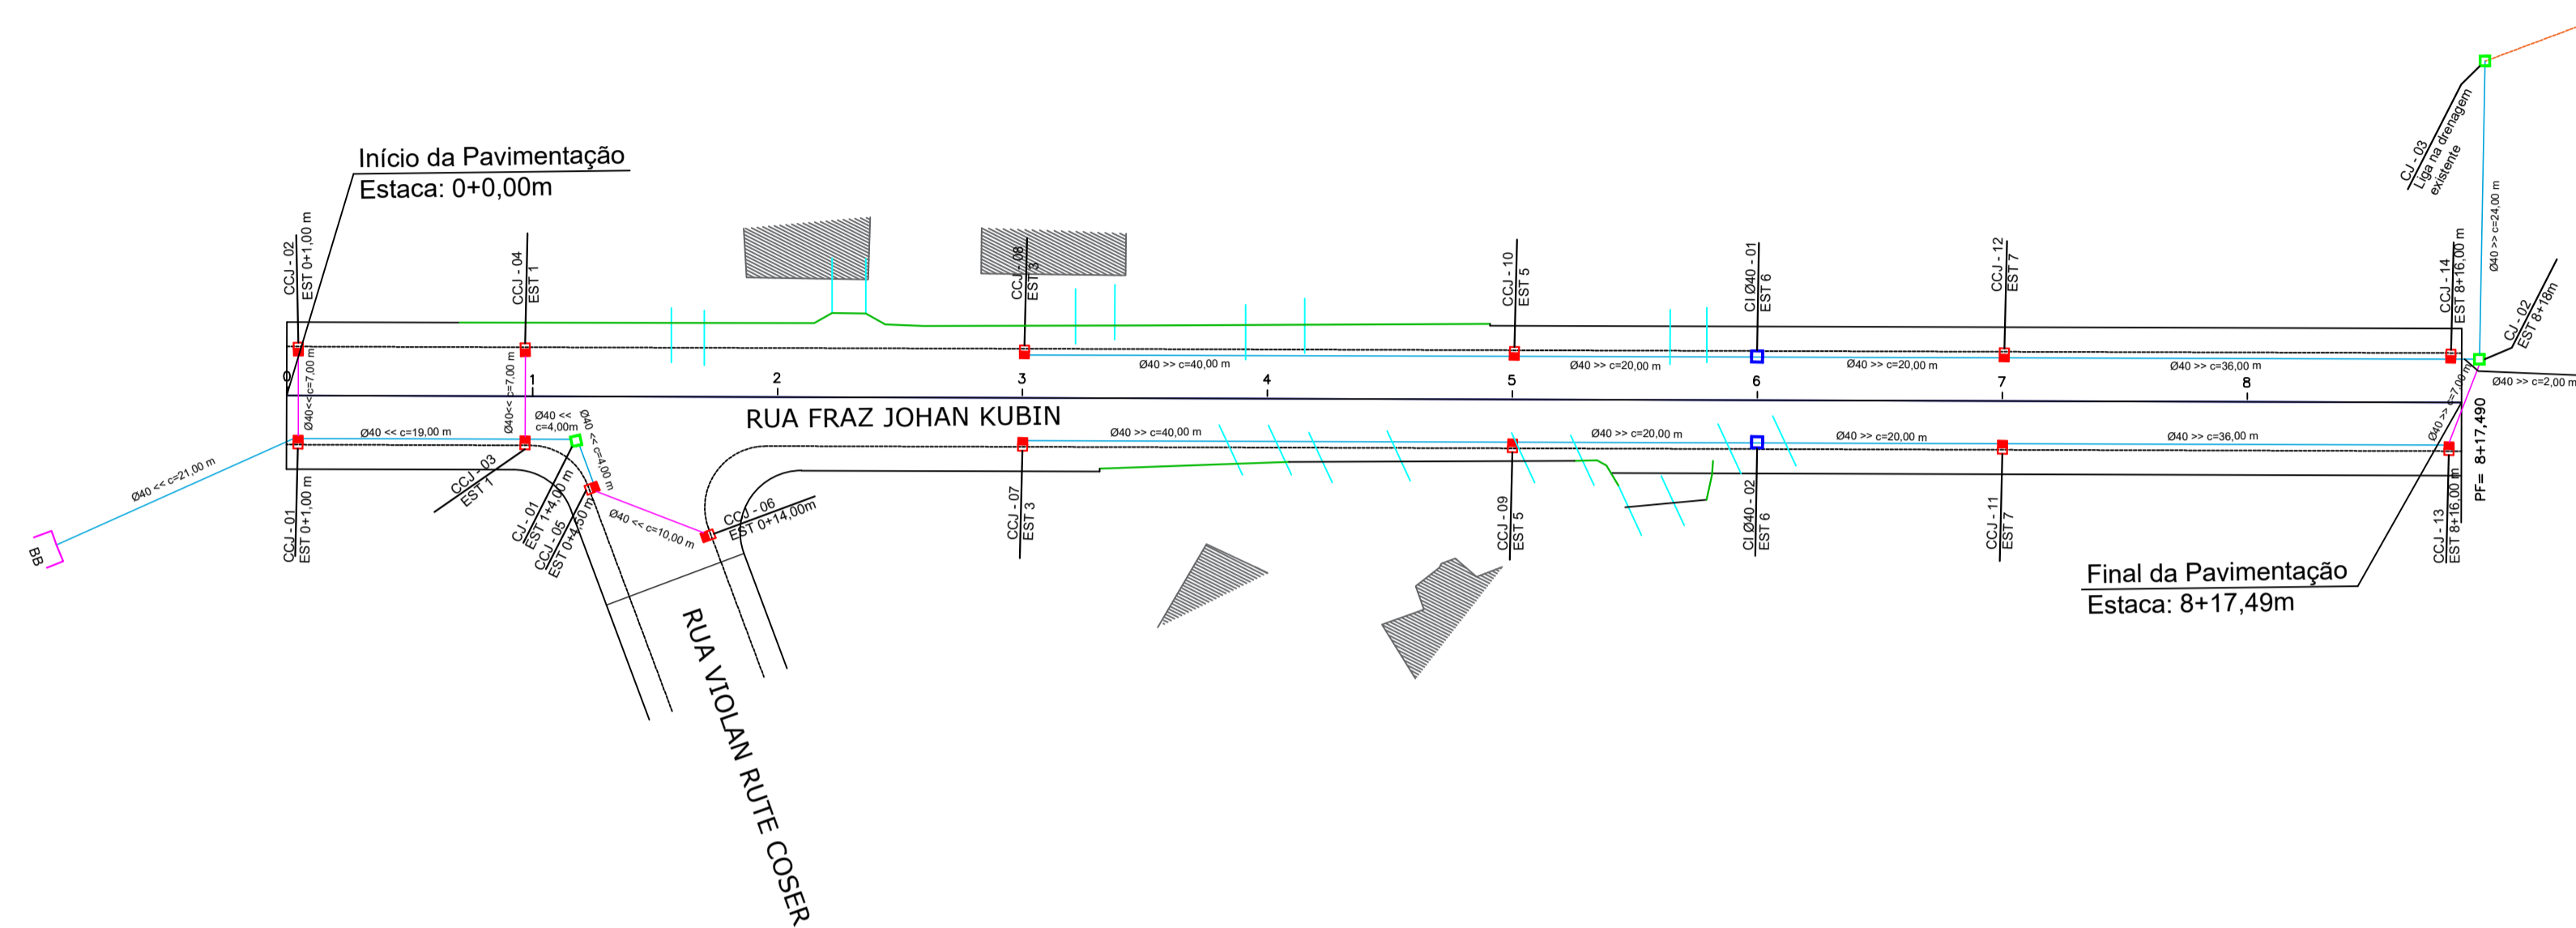 Início da Pavimentação
Estaca: 0+0,00m
CCJ - 02
EST 0+1,00 m
CCJ - 04
EST 1
CCJ - 08
EST 3
CCJ - 10
EST 5
CI Ø40 - 01
EST 6
CCJ - 12
EST 7
CCJ - 14
EST 8+16,00 m
CJ - 03
Liga na drenagem
existente
Ø40 >> c=24,00 m
CJ - 02
EST 8+18m
Ø40 >> c=40,00 m
Ø40 >> c=20,00 m
Ø40 >> c=20,00 m
Ø40 >> c=36,00 m
Ø40 >> c=2,00 m
0
1
2
3
4
5
6
7
8
Ø40<< c=7,00 m
Ø40<< c=7,00 m
RUA FRAZ JOHAN KUBIN
Ø40 << c=19,00 m
Ø40 <<
c=4,00m
Ø40 << c=4,00 m
Ø40 >> c=40,00 m
Ø40 >> c=20,00 m
Ø40 >> c=20,00 m
Ø40 >> c=36,00 m
Ø40 >> c=7,00 m
PF= 8+17,490
Ø40 << c=21,00 m
BB
CCJ - 01
EST 0+1,00 m
CCJ - 03
EST 1
CJ - 01
EST 1+4,00 m
CCJ - 05
EST 0+4,50 m
Ø40 << c=10,00 m
CCJ - 06
EST 0+14,00m
CCJ - 07
EST 3
CCJ - 09
EST 5
CI Ø40 - 02
EST 6
CCJ - 11
EST 7
CCJ - 13
EST 8+16,00 m
Final da Pavimentação
Estaca: 8+17,49m
RUA VIOLAN RUTE COSER